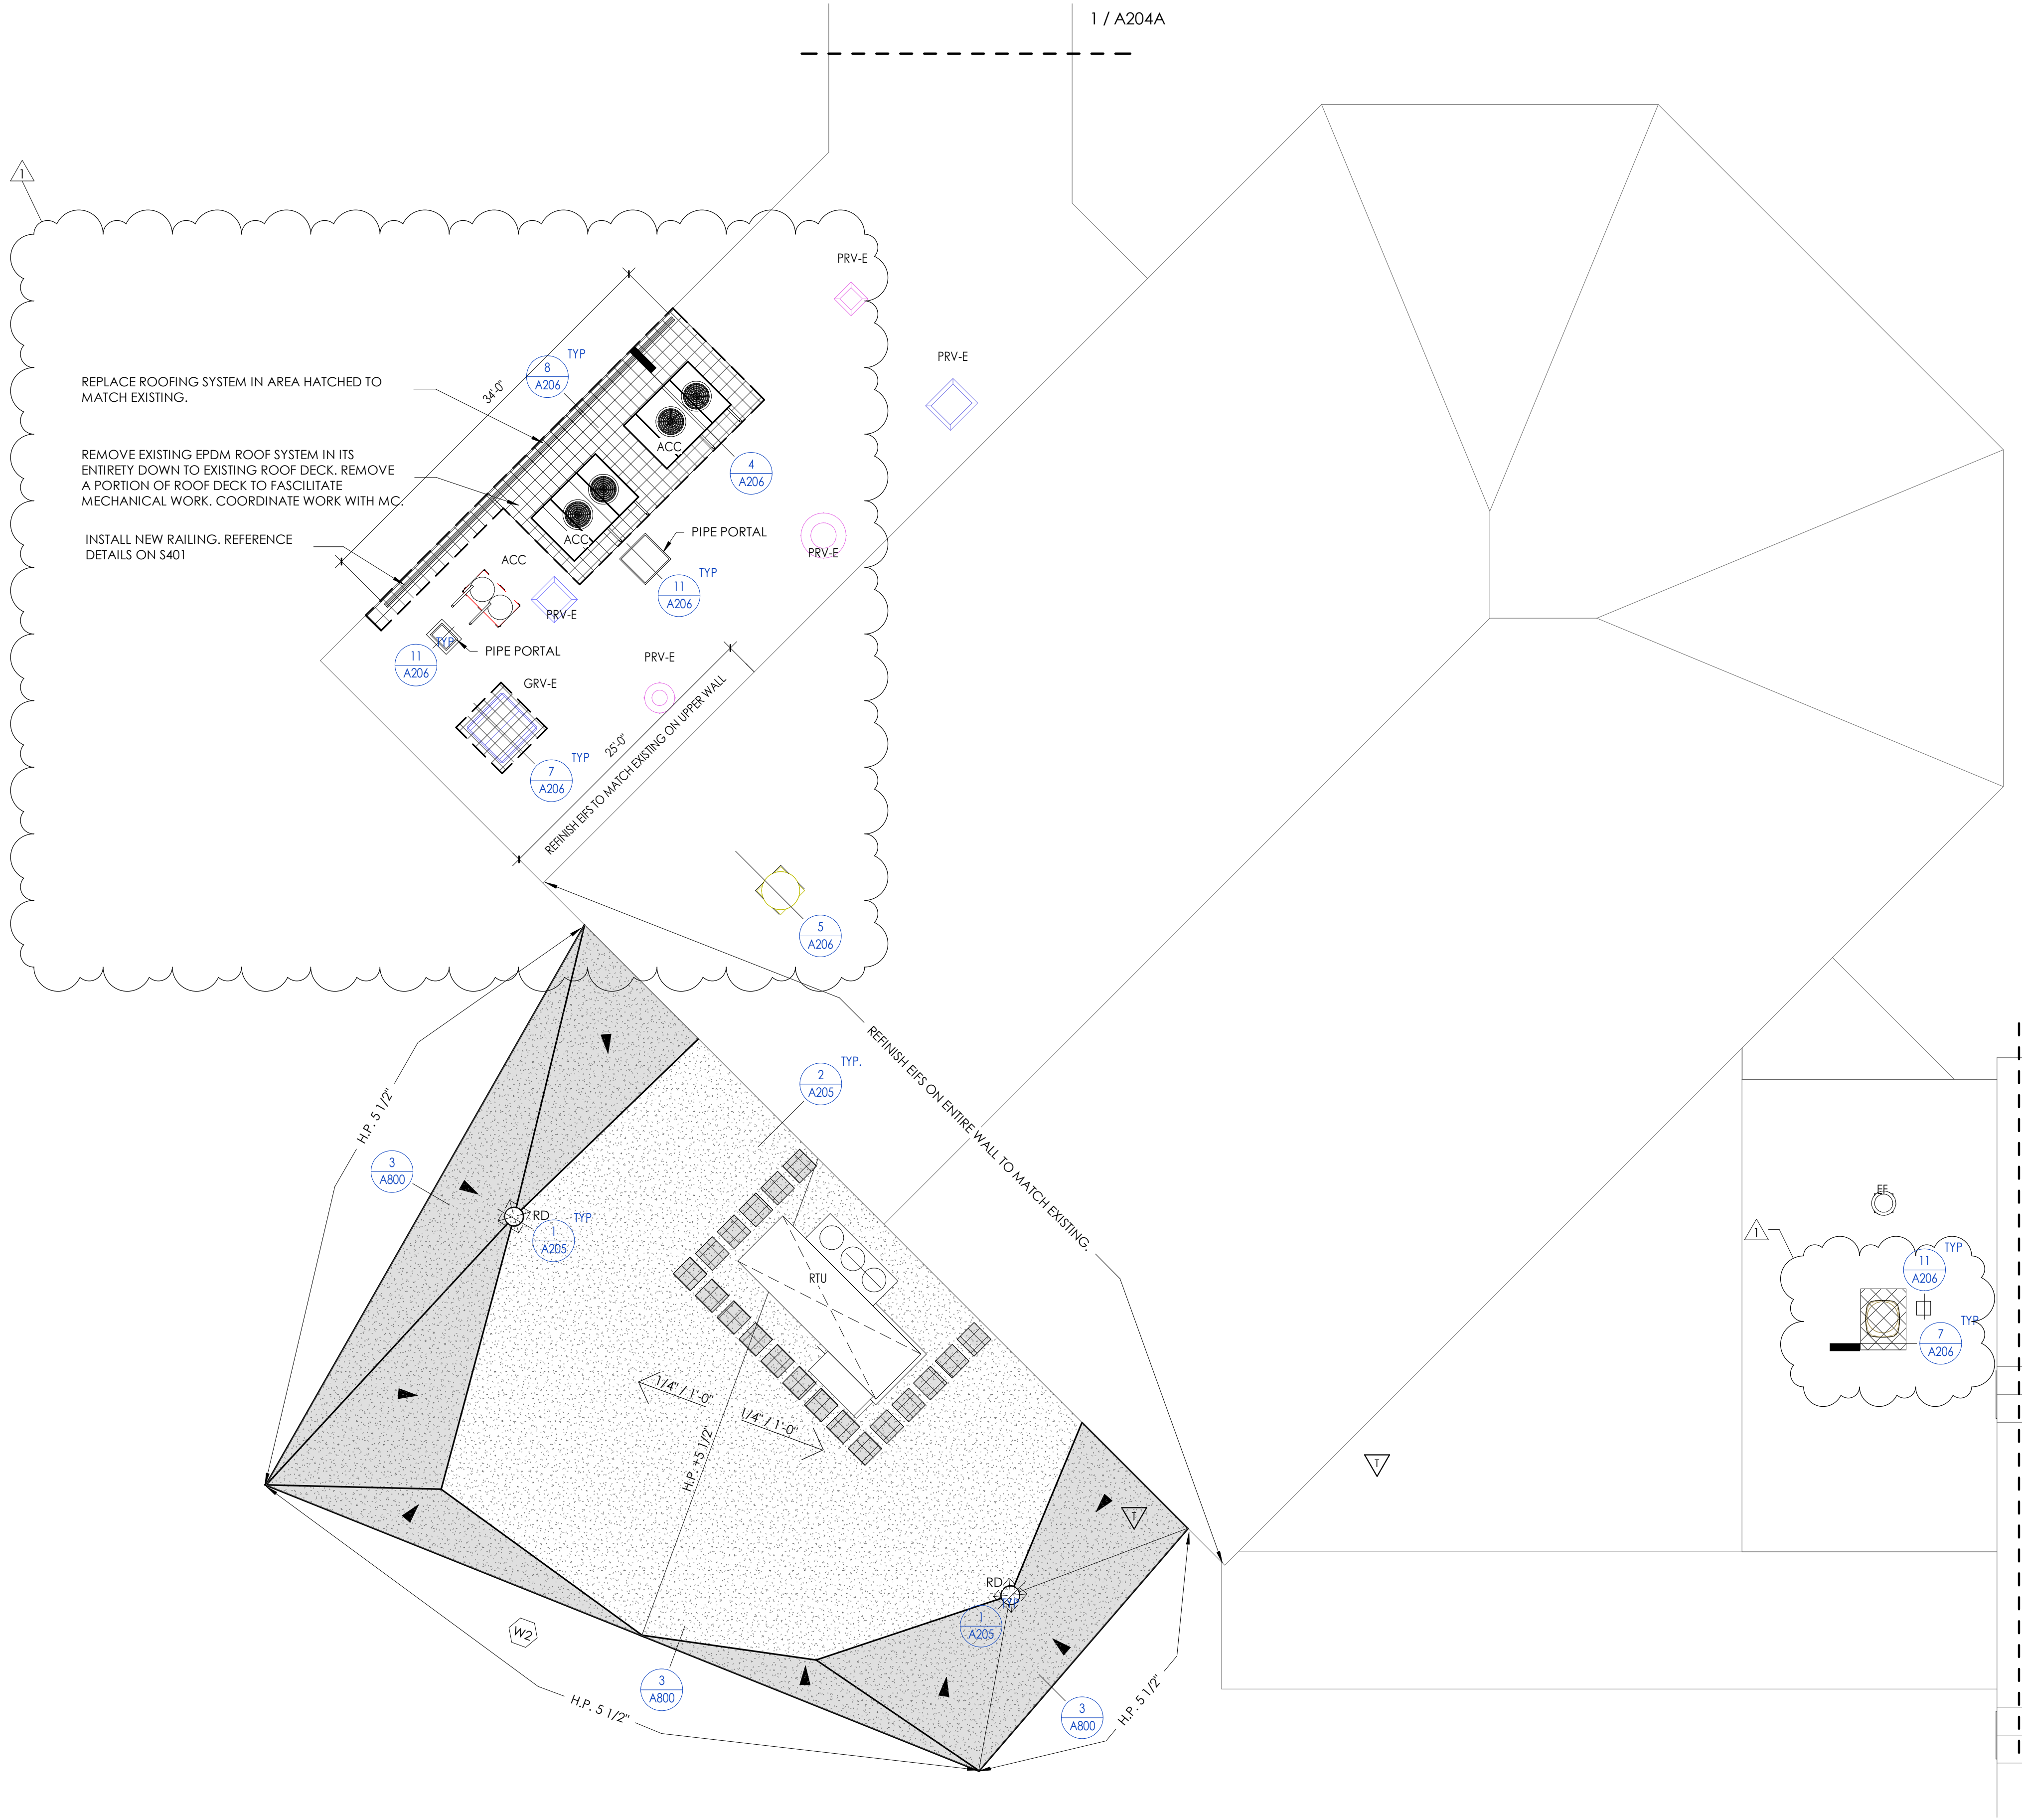 1 / A204A
1
PRV-E
PRV-E
8
A206
TYP
34'-0"
REPLACE ROOFING SYSTEM IN AREA HATCHED TO
MATCH EXISTING.
ACC
REMOVE EXISTING EPDM ROOF SYSTEM IN ITS
ENTIRETY DOWN TO EXISTING ROOF DECK. REMOVE
A PORTION OF ROOF DECK TO FASCILITATE
MECHANICAL WORK. COORDINATE WORK WITH MC.
4
A206
INSTALL NEW RAILING. REFERENCE
DETAILS ON S401
ACC
PIPE PORTAL
PRV-E
ACC
11
A206
TYP
PRV-E
TYP
11
A206
PIPE PORTAL
PRV-E
GRV-E
7
A206
TYP
25'-0"
REFINISH EIFS TO MATCH EXISTING ON UPPER WALL
5
A206
REFINISH EIFS ON ENTIRE WALL TO MATCH EXISTING.
2
A205
TYP.
H.P. 5 1/2"
3
A800
RD
1
A205
TYP
RTU
EF
1
11
A206
TYP
7
A206
TYP
1/4" / 1'-0"
1/4" / 1'-0"
H.P. +5 1/2"
T
T
RD
TYP
1
A205
W2
3
A800
H.P. 5 1/2"
3
A800
H.P. 5 1/2"